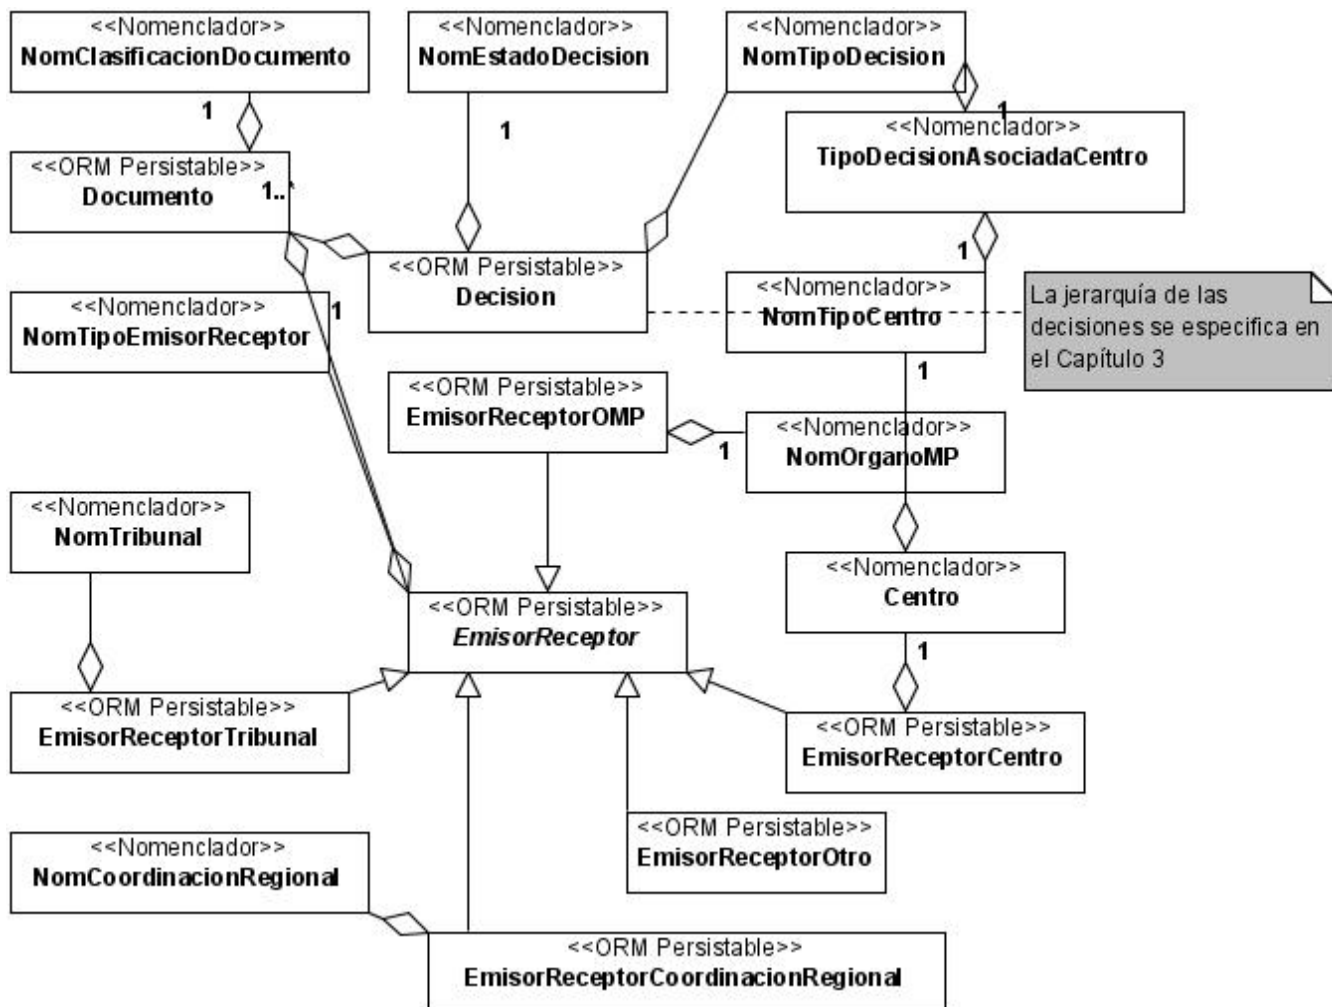 <<Nomenclador>>
NomClasificacionDocumento
<<Nomenclador>>
NomEstadoDecision
<<Nomenclador>>
NomTipoDecision
1
1
1
<<Nomenclador>>
TipoDecisionAsociadaCentro
<<ORM Persistable>>
Documento
1..*
1
<<ORM Persistable>>
Decision
<<Nomenclador>>
NomTipoCentro
La jerarquía de las
decisiones se especifica en
el Capítulo 3
<<Nomenclador>>
NomTipoEmisorReceptor
1
1
<<ORM Persistable>>
EmisorReceptorOMP
1
<<Nomenclador>>
NomOrganoMP
<<Nomenclador>>
NomTribunal
<<Nomenclador>>
Centro
1
<<ORM Persistable>>
EmisorReceptor
<<ORM Persistable>>
EmisorReceptorTribunal
<<ORM Persistable>>
EmisorReceptorCentro
<<ORM Persistable>>
EmisorReceptorOtro
<<Nomenclador>>
NomCoordinacionRegional
<<ORM Persistable>>
EmisorReceptorCoordinacionRegional